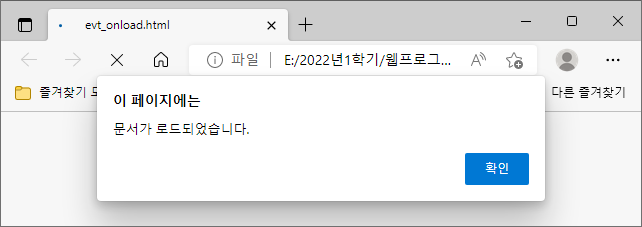 evt_onload.html
파일 E:/2022년1학기/웹프로그...
즐겨찾기 모 다른 즐겨찾기
이 페이지에는
문서가 로드되었습니다.
확인